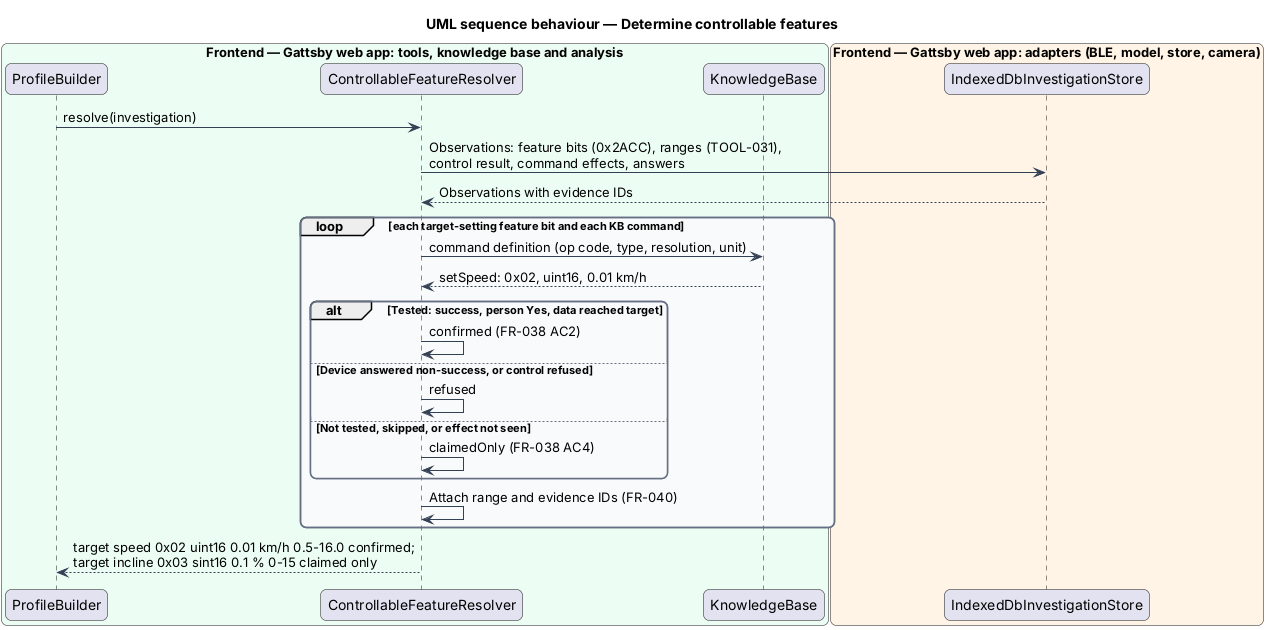 UML sequence behaviour — Determine controllable features
Frontend — Gattsby web app: tools, knowledge base and analysis
Frontend — Gattsby web app: adapters (BLE, model, store, camera)
ProfileBuilder
ControllableFeatureResolver
KnowledgeBase
IndexedDbInvestigationStore
resolve(investigation)
Observations: feature bits (0x2ACC), ranges (TOOL-031),
control result, command effects, answers
Observations with evidence IDs
loop
[each target-setting feature bit and each KB command]
command definition (op code, type, resolution, unit)
setSpeed: 0x02, uint16, 0.01 km/h
alt
[Tested: success, person Yes, data reached target]
confirmed (FR-038 AC2)
[Device answered non-success, or control refused]
refused
[Not tested, skipped, or effect not seen]
claimedOnly (FR-038 AC4)
Attach range and evidence IDs (FR-040)
target speed 0x02 uint16 0.01 km/h 0.5-16.0 confirmed;
target incline 0x03 sint16 0.1 % 0-15 claimed only
ProfileBuilder
ControllableFeatureResolver
KnowledgeBase
IndexedDbInvestigationStore